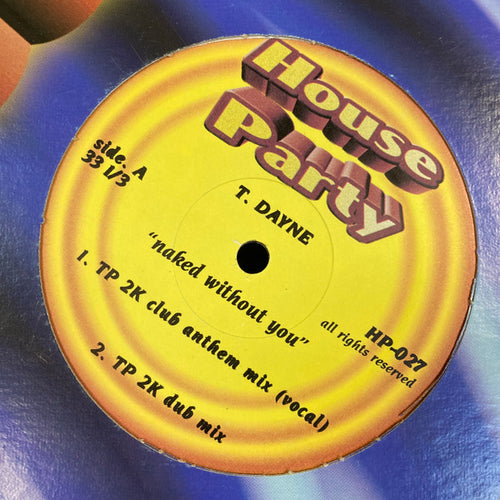 House
Party
side. A
33 1/3
T. DAYNE
"naked without you"
HP-027
all rights reserved
1. TP 2K club anthem mix (vocal)
2. TP 2K dub mix